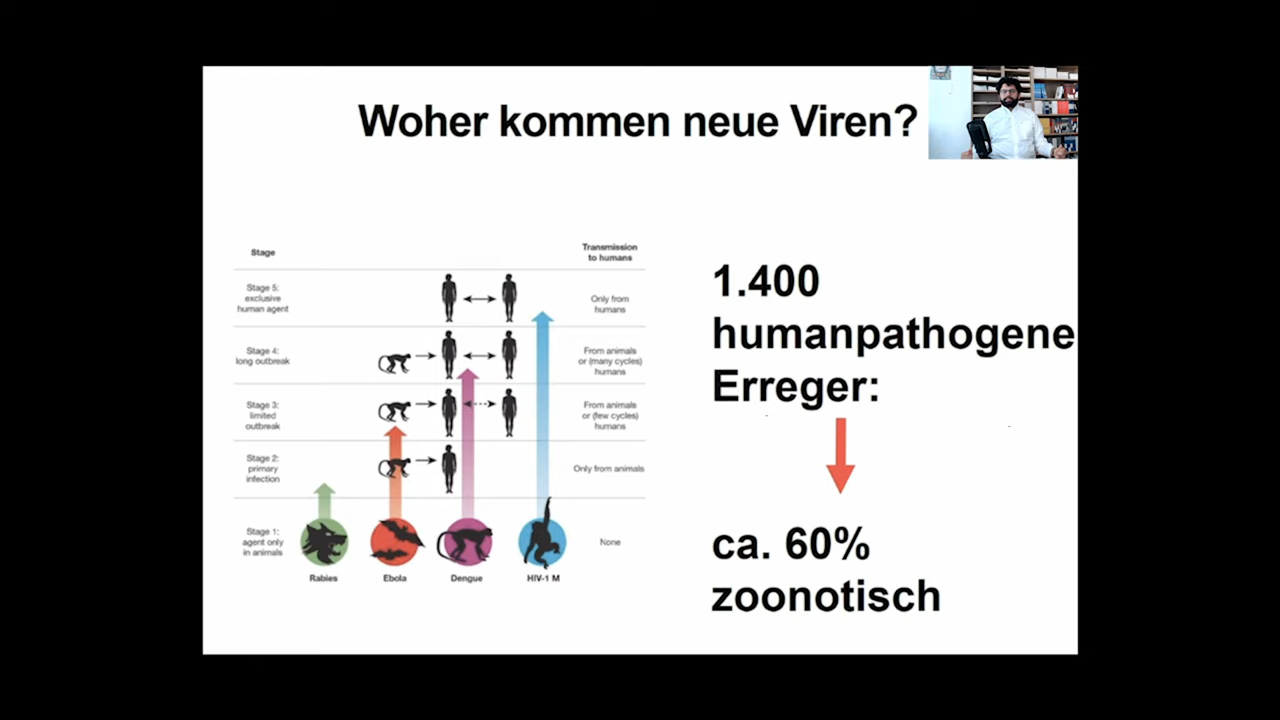 Woher kommen neue Viren?
Stage
Transmission
to humans
Stage 5:
exclusive
human agent
Only from
humans
Stage 4:
long outbreak
From animals
or (many cycles)
humans
Stage 3:
limited
outbreak
From animals
or (few cycles)
humans
Stage 2:
primary
infection
Only from animals
Stage 1:
agent only
in animals
None
Rabies
Ebola
Dengue
HIV-1 M
1.400
humanpathogene
Erreger:
ca. 60%
zoonotisch